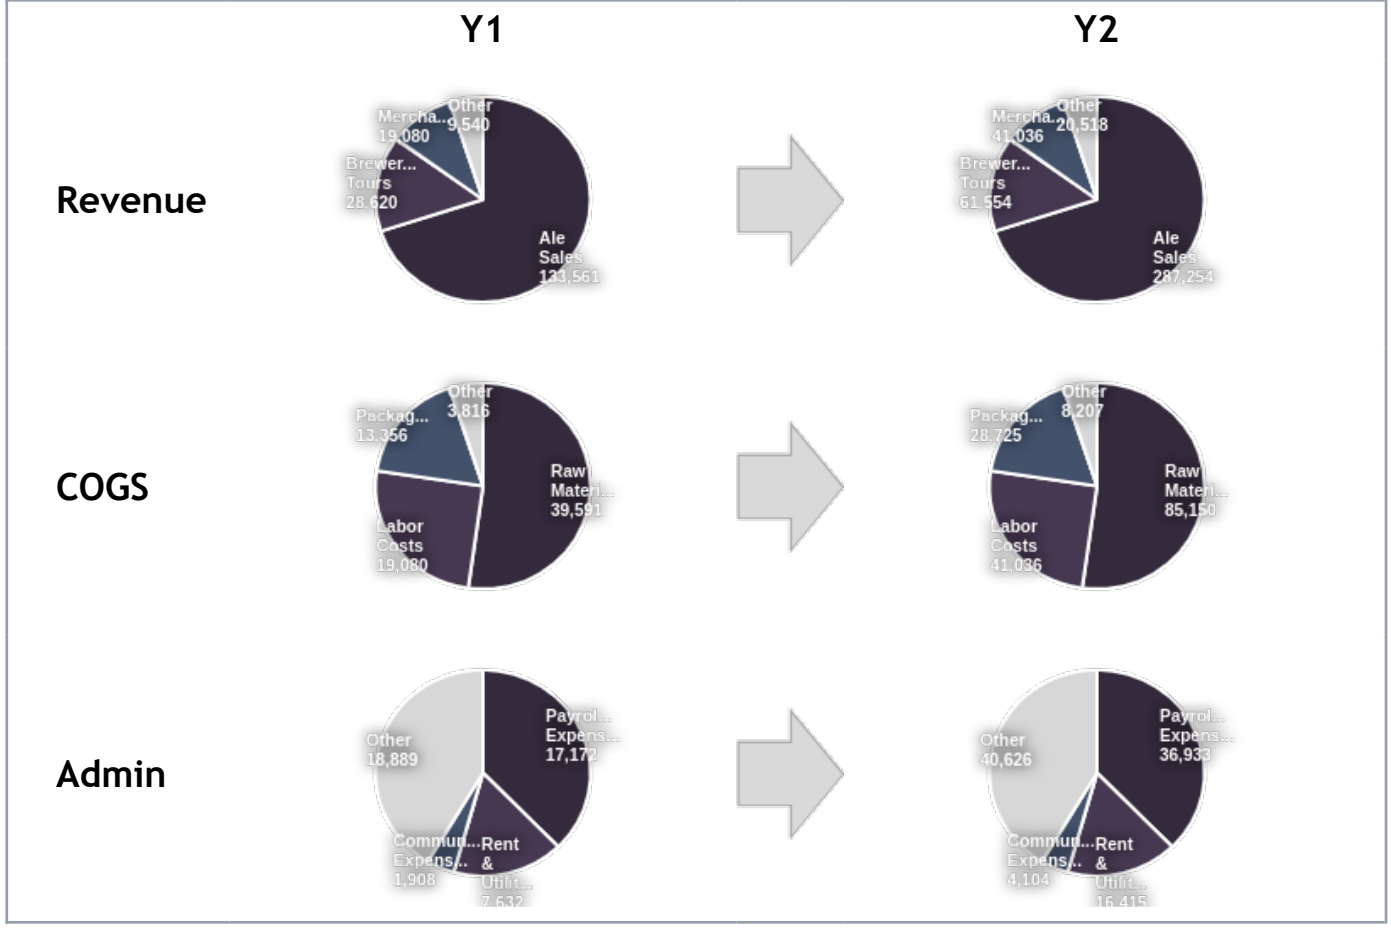 Y1
Y2
Revenue
Mercha...
19,080
Other
9,540
Brewer...
Tours
28,620
Ale
Sales
133,561
Mercha...
41,036
Other
20,518
Brewer...
Tours
61,554
Ale
Sales
287,254
COGS
Packag...
13,356
Other
3,816
Raw
Materi...
39,591
Labor
Costs
19,080
Packag...
28,725
Other
8,207
Raw
Materi...
85,150
Labor
Costs
41,036
Admin
Other
18,889
Payrol...
Expens...
17,172
Commun...
Expens...
1,908
Rent
&
Utilit...
7,632
Other
40,626
Payrol...
Expens...
36,933
Commun...
Expens...
4,104
Rent
&
Utilit...
16,415